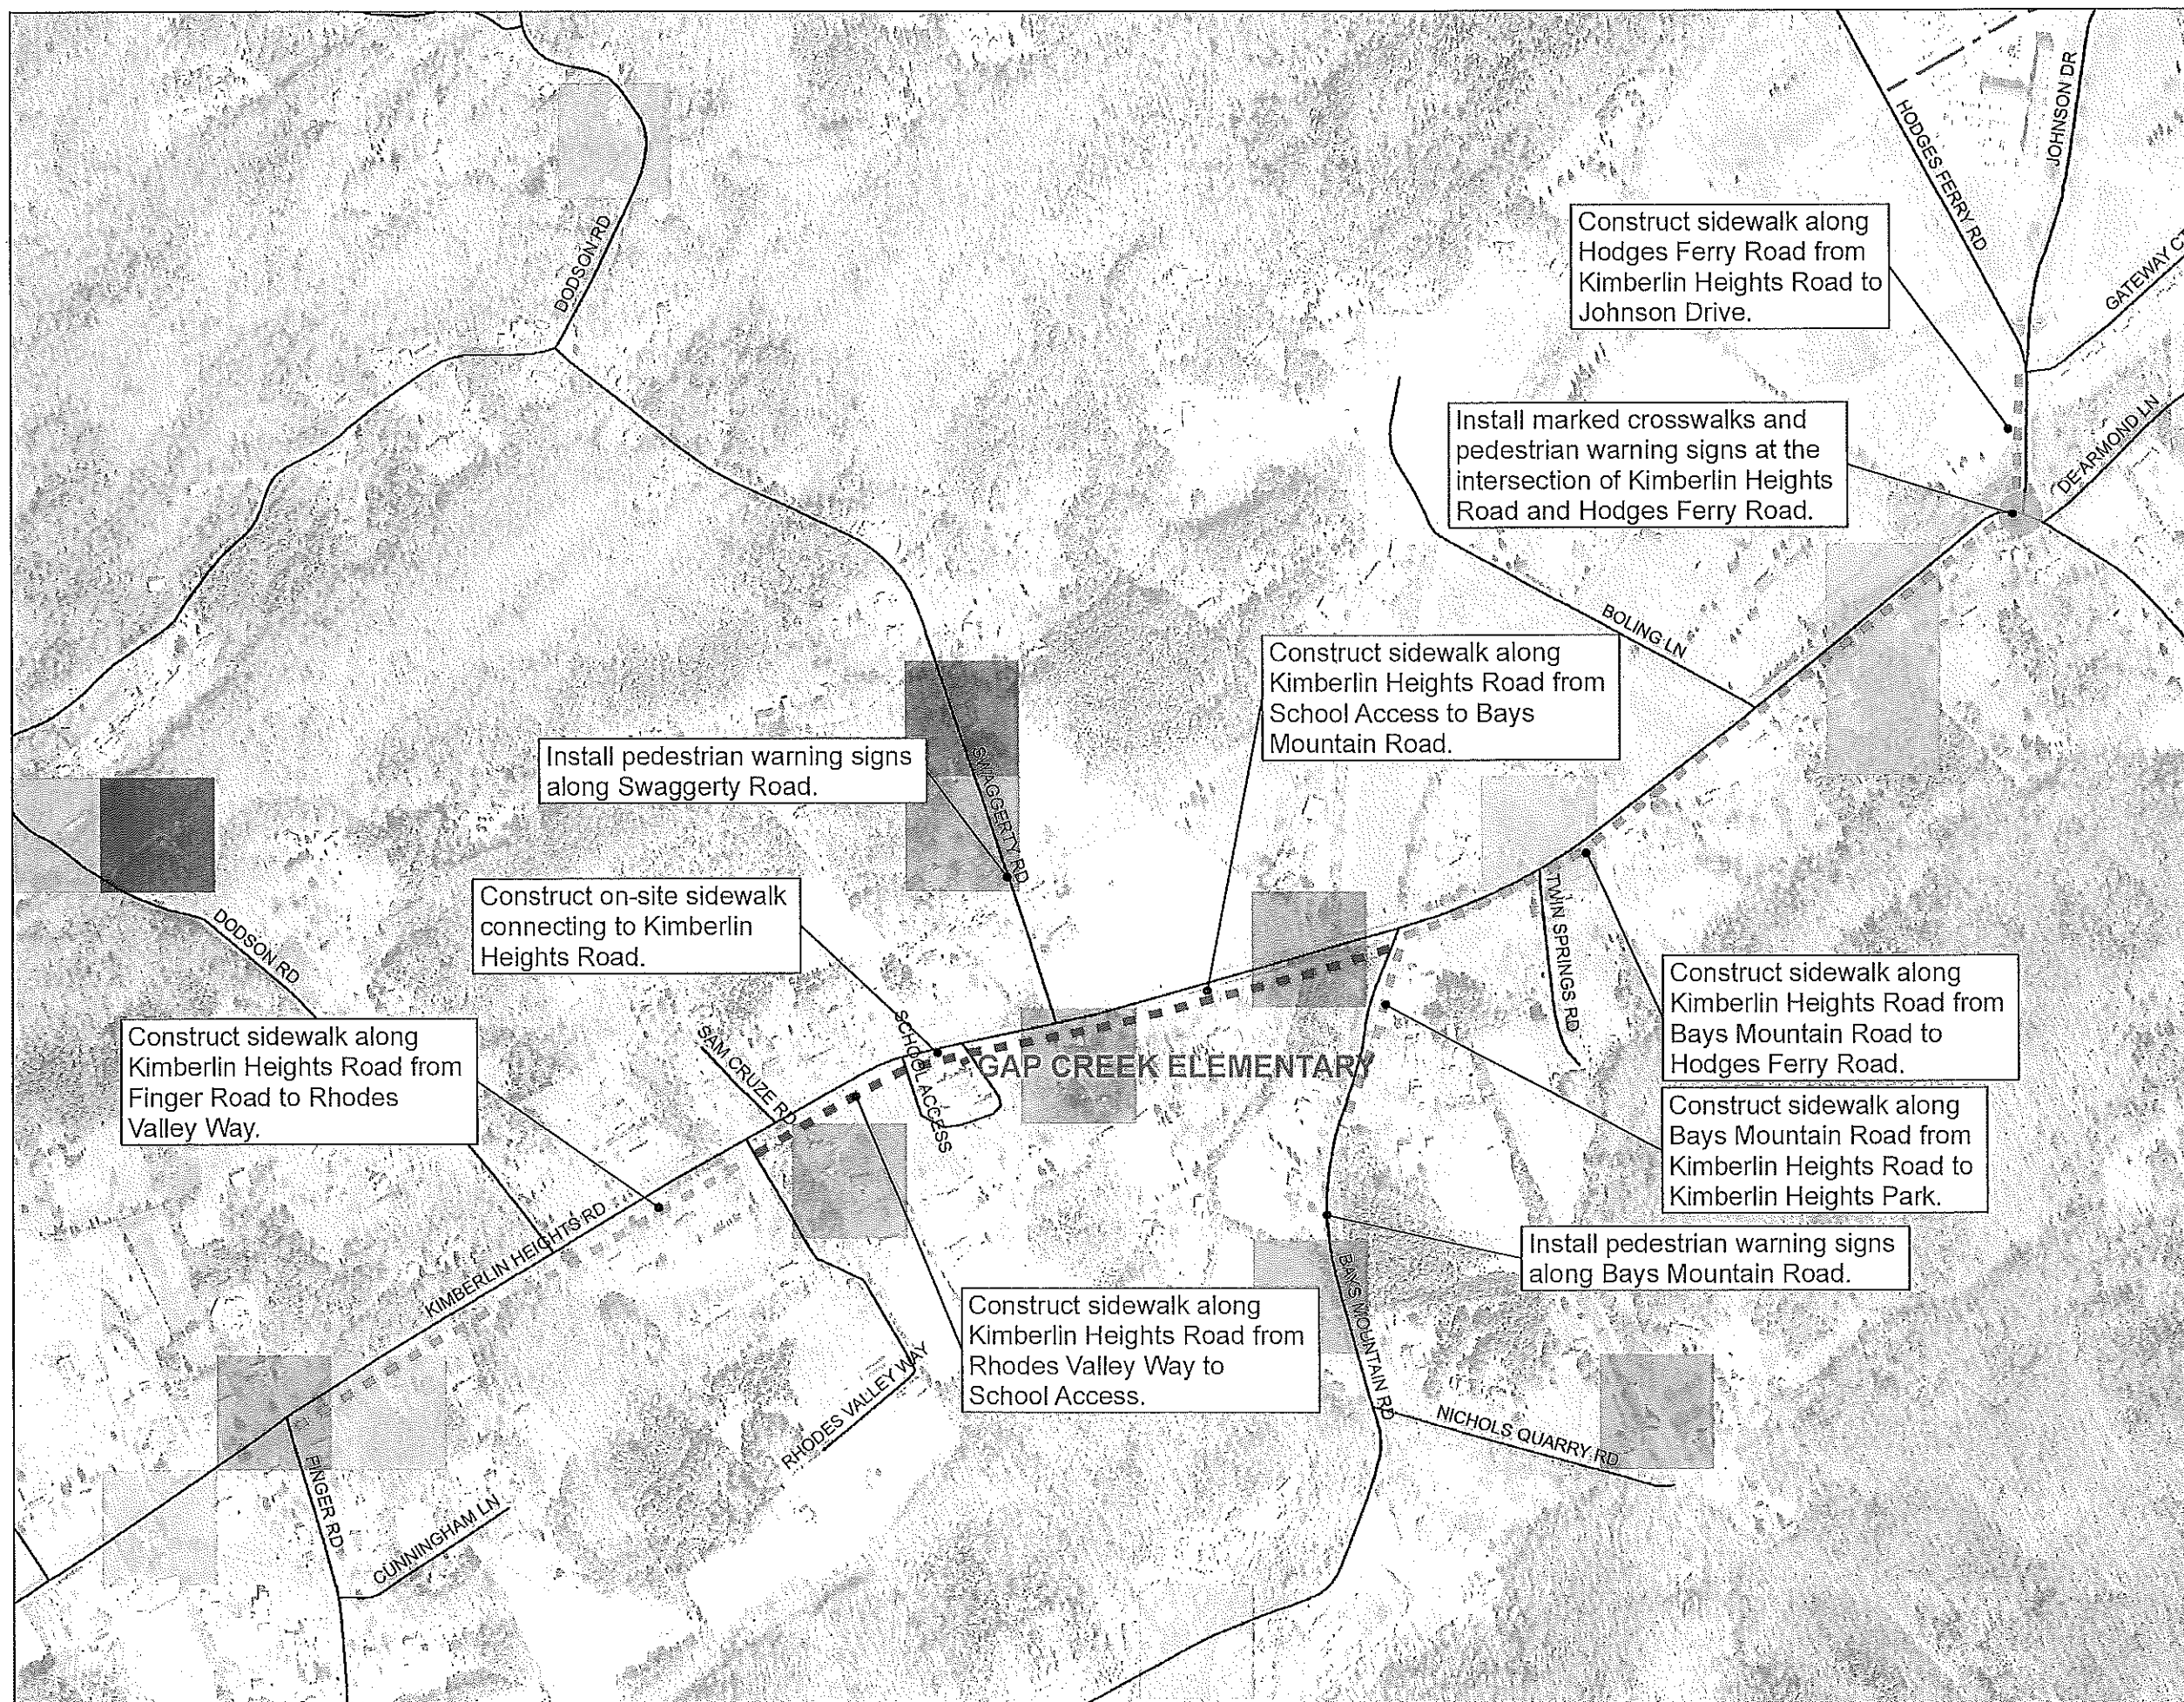 HODGES FERRY RD
JOHNSON DR
GATEWAY CT
DE ARMOND LN
DODSON RD
Construct sidewalk along
Hodges Ferry Road from
Kimberlin Heights Road to
Johnson Drive.
Install marked crosswalks and
pedestrian warning signs at the
intersection of Kimberlin Heights
Road and Hodges Ferry Road.
BOLING LN
Construct sidewalk along
Kimberlin Heights Road from
School Access to Bays
Mountain Road.
Install pedestrian warning signs
along Swaggerty Road.
SWAGGERTY RD
Construct on-site sidewalk
connecting to Kimberlin
Heights Road.
DODSON RD
TWIN SPRINGS RD
Construct sidewalk along
Kimberlin Heights Road from
Bays Mountain Road to
Hodges Ferry Road.
Construct sidewalk along
Kimberlin Heights Road from
Finger Road to Rhodes
Valley Way.
SAM CRUZE RD
SCHOOL ACCESS
GAP CREEK ELEMENTARY
Construct sidewalk along
Bays Mountain Road from
Kimberlin Heights Road to
Kimberlin Heights Park.
KIMBERLIN HEIGHTS RD
Install pedestrian warning signs
along Bays Mountain Road.
Construct sidewalk along
Kimberlin Heights Road from
Rhodes Valley Way to
School Access.
BAYS MOUNTAIN RD
RHODES VALLEY WAY
NICHOLS QUARRY RD
FINGER RD
CUNNINGHAM LN